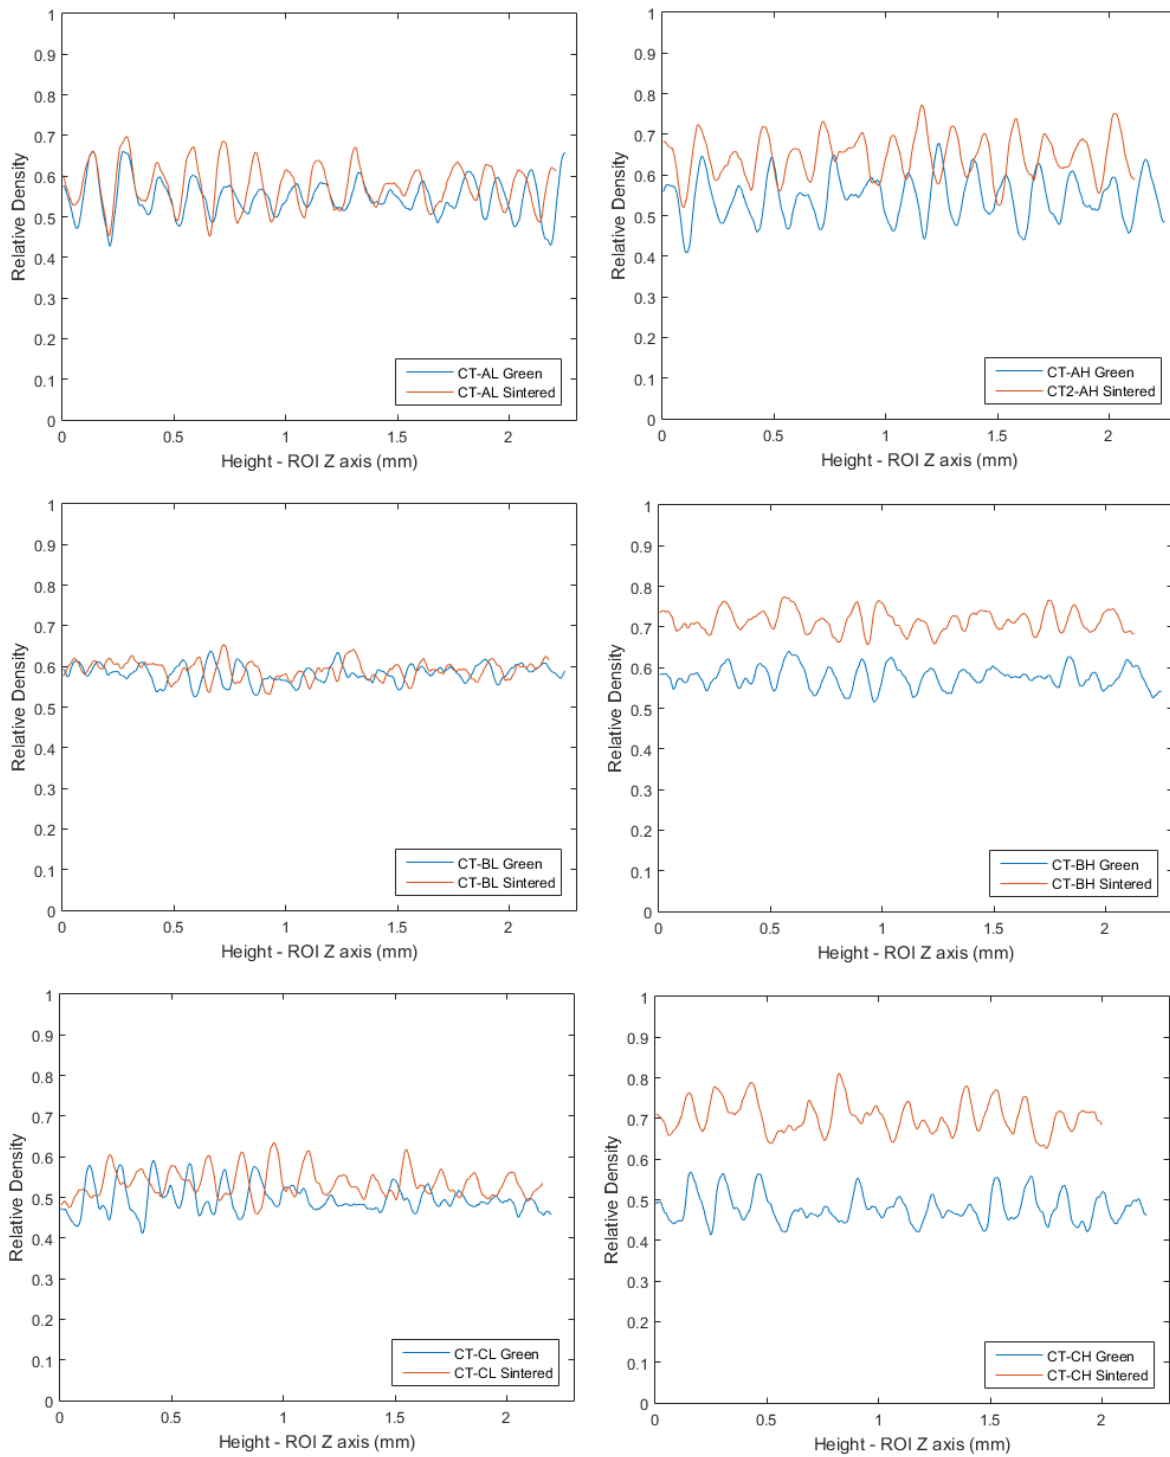 1
0.9
0.8
0.7
0.6
0.5
0.4
0.3
0.2
0.1
0
Relative Density
CT-AL Green
CT-AL Sintered
0 0.5 1 1.5 2
Height - ROI Z axis (mm)
1
0.9
0.8
0.7
0.6
0.5
0.4
0.3
0.2
0.1
0
Relative Density
CT-AH Green
CT2-AH Sintered
0 0.5 1 1.5 2
Height - ROI Z axis (mm)
1
0.9
0.8
0.7
0.6
0.5
0.4
0.3
0.2
0.1
0
Relative Density
CT-BL Green
CT-BL Sintered
0 0.5 1 1.5 2
Height - ROI Z axis (mm)
1
0.9
0.8
0.7
0.6
0.5
0.4
0.3
0.2
0.1
0
Relative Density
CT-BH Green
CT-BH Sintered
0 0.5 1 1.5 2
Height - ROI Z axis (mm)
1
0.9
0.8
0.7
0.6
0.5
0.4
0.3
0.2
0.1
0
Relative Density
CT-CL Green
CT-CL Sintered
0 0.5 1 1.5 2
Height - ROI Z axis (mm)
1
0.9
0.8
0.7
0.6
0.5
0.4
0.3
0.2
0.1
0
Relative Density
CT-CH Green
CT-CH Sintered
0 0.5 1 1.5 2
Height - ROI Z axis (mm)